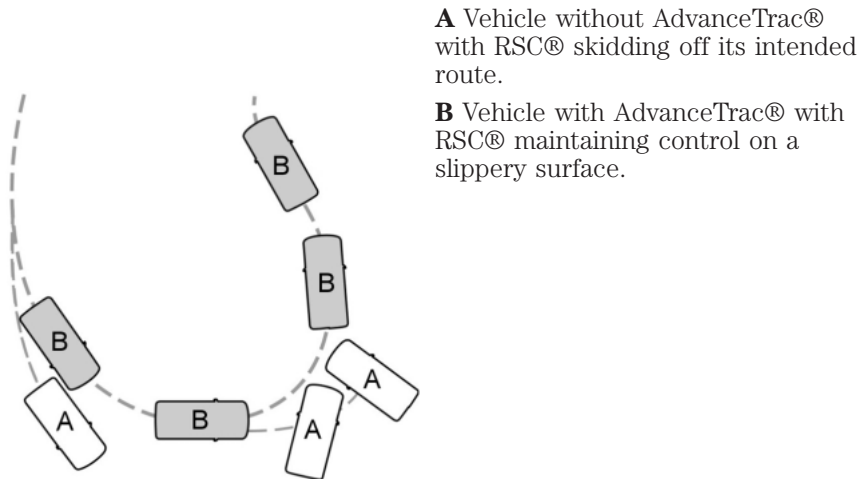 A Vehicle without AdvanceTrac®
with RSC® skidding off its intended
route.
B Vehicle with AdvanceTrac® with
RSC® maintaining control on a
slippery surface.
B
B
B
B
A
A
A